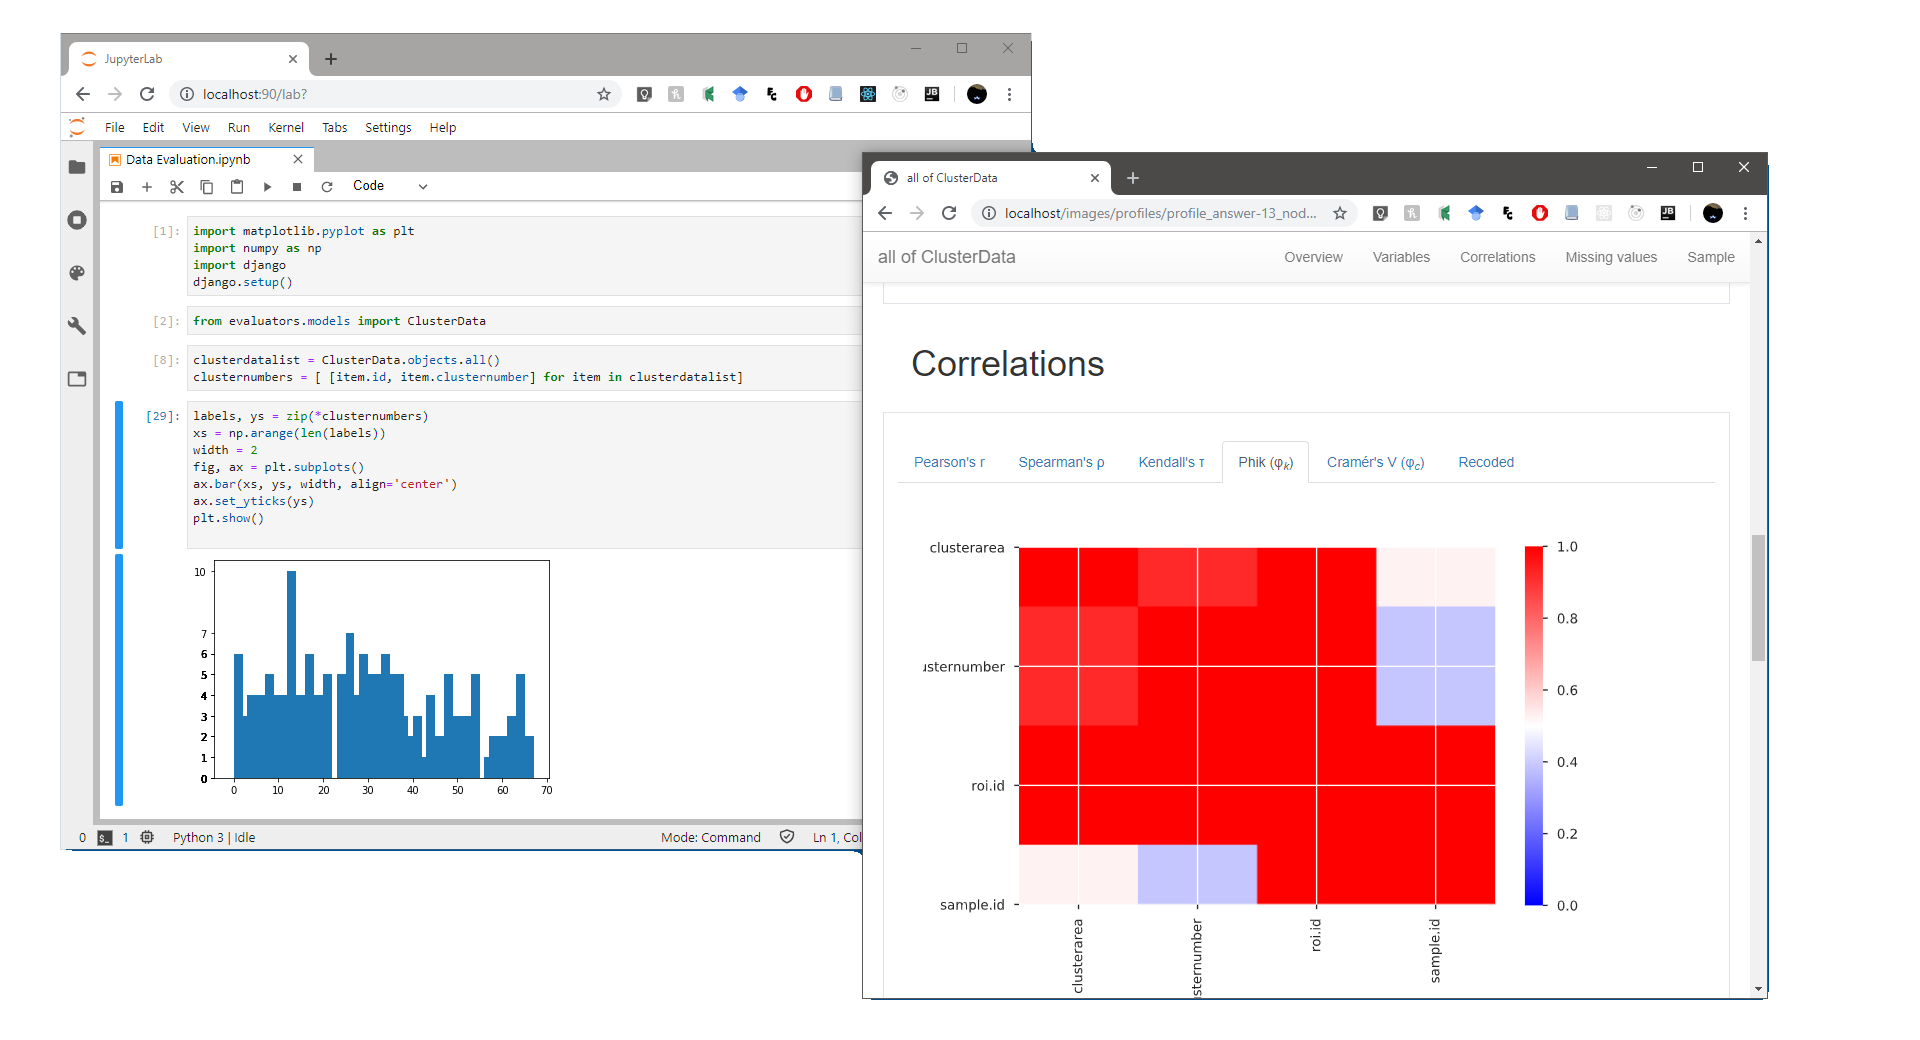 JupyterLab
localhost:90/lab?
File Edit View Run Kernel Tabs Settings Help
Data Evaluation.ipynb
Code
[1]: import matplotlib.pyplot as plt
import numpy as np
import django
django.setup()
[2]: from evaluators.models import ClusterData
[8]: clusterdatalist = ClusterData.objects.all()
clusternumbers = [ [item.id, item.clusternumber] for item in clusterdatalist]
[29]: labels, ys = zip(*clusternumbers)
xs = np.arange(len(labels))
width = 2
fig, ax = plt.subplots()
ax.bar(xs, ys, width, align='center')
ax.set_yticks(ys)
plt.show()
10
7
6
5
4
3
2
1
0
0 10 20 30 40 50 60 70
0 $_ 1 Python 3 | Idle Mode: Command Ln 1, Col
all of ClusterData
localhost/images/profiles/profile_answer-13_nod...
JB
JB
all of ClusterData Overview Variables Correlations Missing values Sample
Correlations
Pearson's r Spearman's ρ Kendall's τ Phik (φk) Cramér's V (φc) Recoded
clusterarea
usternumber
roi.id
sample.id
clusterarea
sternumber
roi.id
sample.id
1.0
0.8
0.6
0.4
0.2
0.0